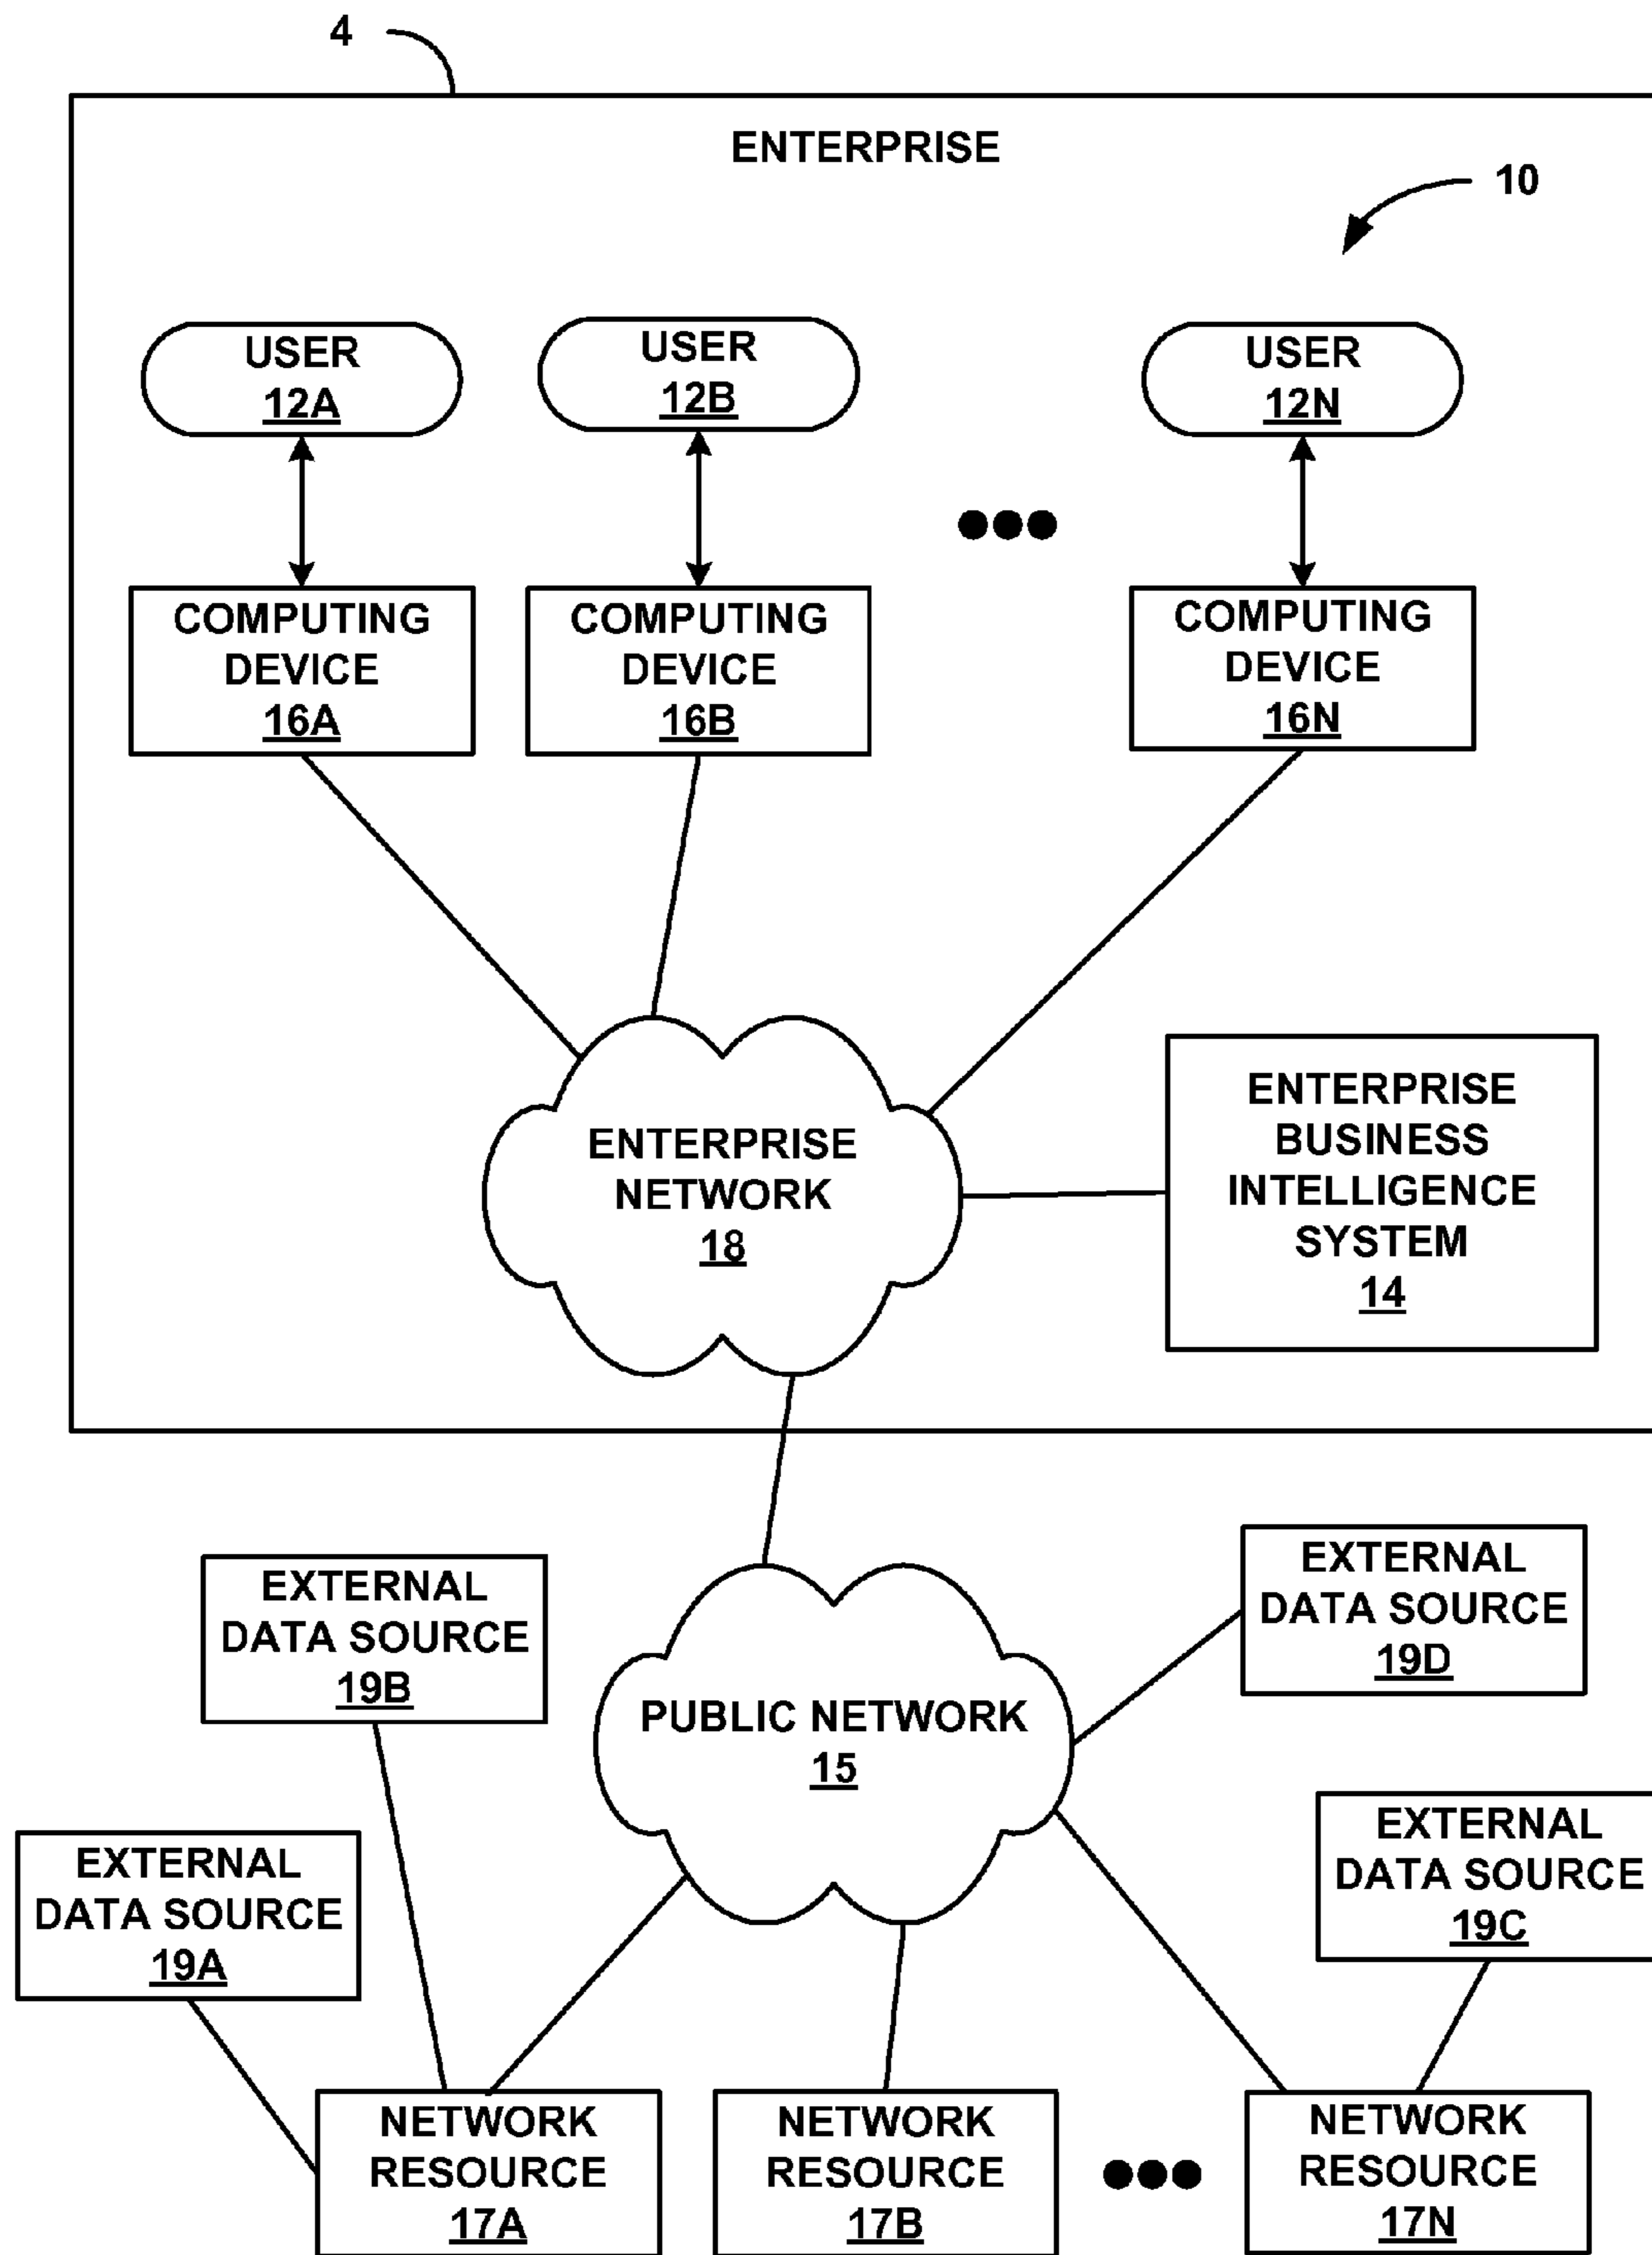 4
ENTERPRISE
10
USER
12A
USER
12B
USER
12N
COMPUTING
DEVICE
16A
COMPUTING
DEVICE
16B
COMPUTING
DEVICE
16N
ENTERPRISE
NETWORK
18
ENTERPRISE
BUSINESS
INTELLIGENCE
SYSTEM
14
EXTERNAL
DATA SOURCE
19B
PUBLIC NETWORK
15
EXTERNAL
DATA SOURCE
19D
EXTERNAL
DATA SOURCE
19A
EXTERNAL
DATA SOURCE
19C
NETWORK
RESOURCE
17A
NETWORK
RESOURCE
17B
NETWORK
RESOURCE
17N